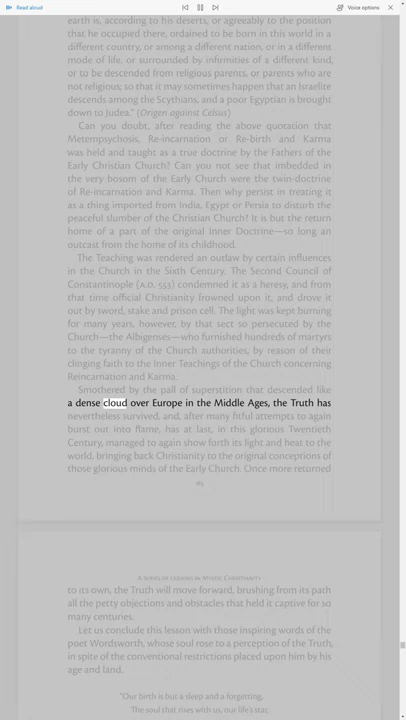 Read aloud
Voice options
earth is, according to his deserts, or agreeably to the position
that he occupied there, ordained to be born in this world in a
different country, or among a different nation, or in a different
mode of life, or surrounded by infirmities of a different kind,
or to be descended from religious parents, or parents who are
not religious; so that it may sometimes happen that an Israelite
descends among the Scythians, and a poor Egyptian is brought
down to Judea." (Origen against Celsus)
Can you doubt, after reading the above quotation that
Metempsychosis, Re-incarnation or Re-birth and Karma
was held and taught as a true doctrine by the Fathers of the
Early Christian Church? Can you not see that imbedded in
the very bosom of the Early Church were the twin-doctrine
of Re-incarnation and Karma. Then why persist in treating it
as a thing imported from India, Egypt or Persia to disturb the
peaceful slumber of the Christian Church? It is but the return
home of a part of the original Inner Doctrine—so long an
outcast from the home of its childhood.
The Teaching was rendered an outlaw by certain influences
in the Church in the Sixth Century. The Second Council of
Constantinople (A.D. 553) condemned it as a heresy, and from
that time official Christianity frowned upon it, and drove it
out by sword, stake and prison cell. The light was kept burning
for many years, however, by that sect so persecuted by the
Church—the Albigenses—who furnished hundreds of martyrs
to the tyranny of the Church authorities, by reason of their
clinging faith to the Inner Teachings of the Church concerning
Reincarnation and Karma.
Smothered by the pall of superstition that descended like
a dense cloud over Europe in the Middle Ages, the Truth has
nevertheless survived, and, after many fitful attempts to again
burst out into flame, has at last, in this glorious Twentieth
Century, managed to again show forth its light and heat to the
world, bringing back Christianity to the original conceptions of
those glorious minds of the Early Church. Once more returned
A Series of Lessons in Mystic Christianity
to its own, the Truth will move forward, brushing from its path
all the petty objections and obstacles that held it captive for so
many centuries.
Let us conclude this lesson with those inspiring words of the
poet Wordsworth, whose soul rose to a perception of the Truth,
in spite of the conventional restrictions placed upon him by his
age and land.
"Our birth is but a sleep and a forgetting,
The soul that rises with us, our life's star,